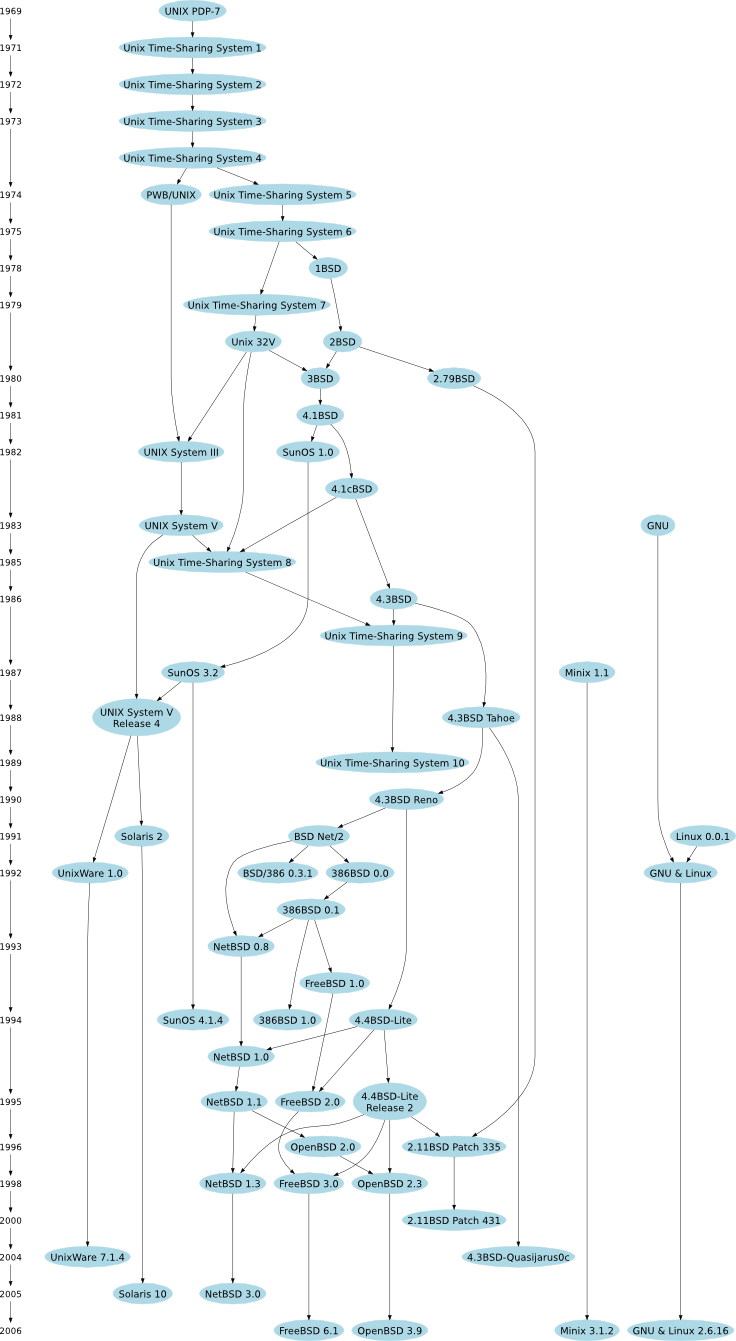 1969
UNIX PDP-7
1971
Unix Time-Sharing System 1
1972
Unix Time-Sharing System 2
1973
Unix Time-Sharing System 3
Unix Time-Sharing System 4
1974
PWB/UNIX
Unix Time-Sharing System 5
1975
Unix Time-Sharing System 6
1978
1BSD
1979
Unix Time-Sharing System 7
Unix 32V
2BSD
1980
3BSD
2.79BSD
1981
4.1BSD
1982
UNIX System III
SunOS 1.0
4.1cBSD
1983
UNIX System V
GNU
1985
Unix Time-Sharing System 8
1986
4.3BSD
Unix Time-Sharing System 9
1987
SunOS 3.2
Minix 1.1
1988
UNIX System V
Release 4
4.3BSD Tahoe
1989
Unix Time-Sharing System 10
1990
4.3BSD Reno
1991
Solaris 2
BSD Net/2
Linux 0.0.1
1992
UnixWare 1.0
BSD/386 0.3.1
386BSD 0.0
GNU & Linux
386BSD 0.1
1993
NetBSD 0.8
FreeBSD 1.0
1994
SunOS 4.1.4
386BSD 1.0
4.4BSD-Lite
NetBSD 1.0
1995
NetBSD 1.1
FreeBSD 2.0
4.4BSD-Lite
Release 2
1996
OpenBSD 2.0
2.11BSD Patch 335
1998
NetBSD 1.3
FreeBSD 3.0
OpenBSD 2.3
2000
2.11BSD Patch 431
2004
UnixWare 7.1.4
4.3BSD-Quasijarus0c
2005
Solaris 10
NetBSD 3.0
2006
FreeBSD 6.1
OpenBSD 3.9
Minix 3.1.2
GNU & Linux 2.6.16